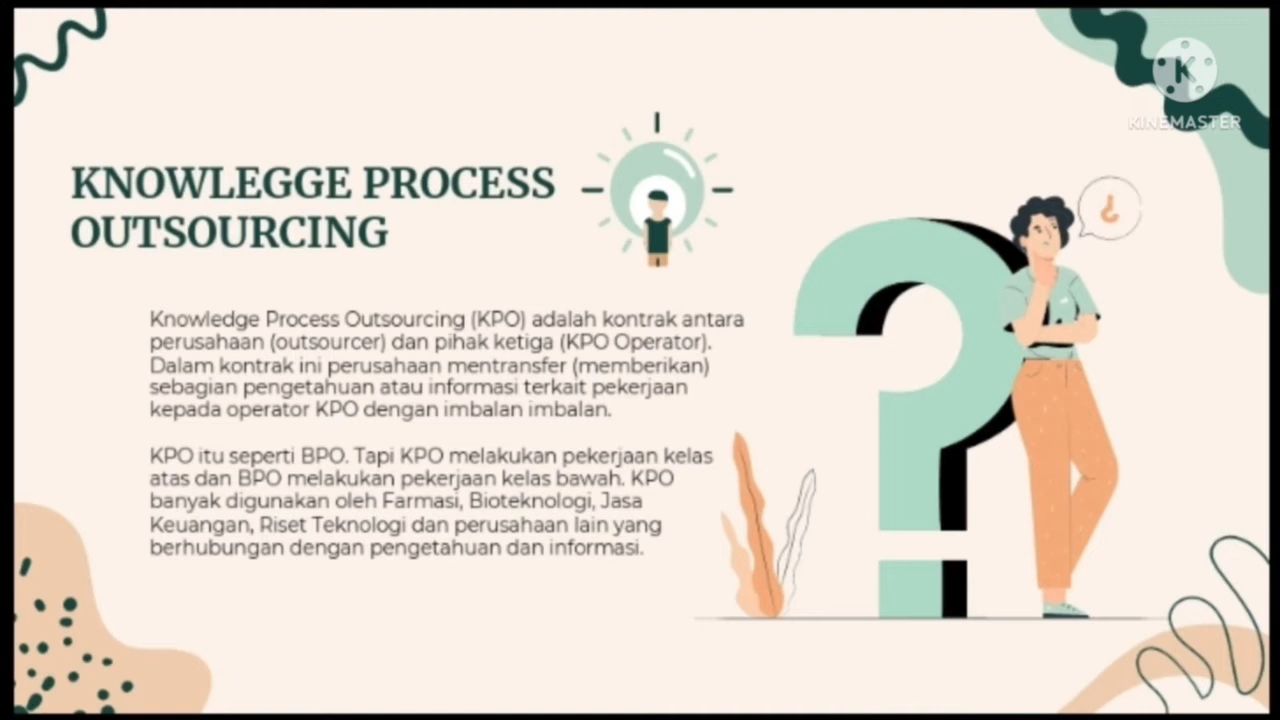 KINEMASTER
KNOWLEGGE PROCESS
OUTSOURCING
Knowledge Process Outsourcing (KPO) adalah kontrak antara
perusahaan (outsourcer) dan pihak ketiga (KPO Operator).
Dalam kontrak ini perusahaan mentransfer (memberikan)
sebagian pengetahuan atau informasi terkait pekerjaan
kepada operator KPO dengan imbalan imbalan.
KPO itu seperti BPO. Tapi KPO melakukan pekerjaan kelas
atas dan BPO melakukan pekerjaan kelas bawah. KPO
banyak digunakan oleh Farmasi, Bioteknologi, Jasa
Keuangan, Riset Teknologi dan perusahaan lain yang
berhubungan dengan pengetahuan dan informasi.